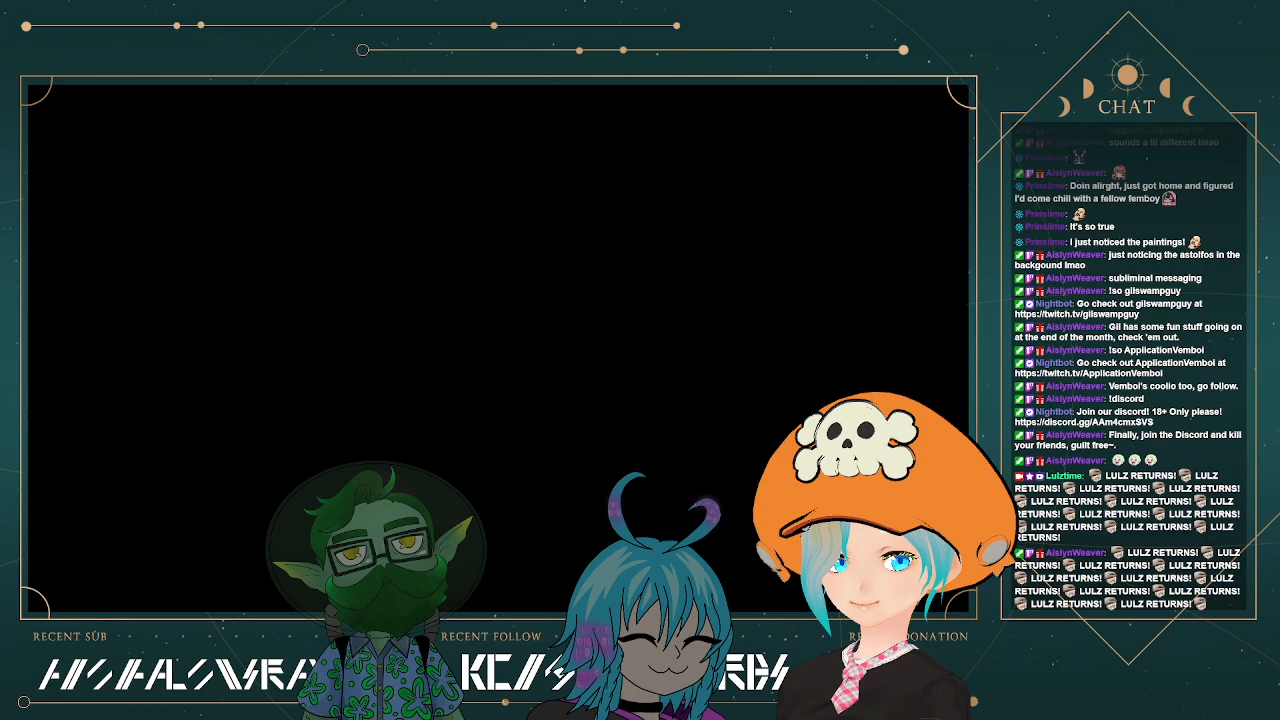 CHAT
AislynWeaver: sounds a lil different lmao
Prinslime:
AislynWeaver:
Prinslime: Doin alirght, just got home and figured
I'd come chill with a fellow femboy
Prinslime:
Prinslime: It's so true
Prinslime: I just noticed the paintings!
AislynWeaver: just noticing the astolfos in the
backgound lmao
AislynWeaver: subliminal messaging
AislynWeaver: !so gilswampguy
Nightbot: Go check out gilswampguy at
https://twitch.tv/gilswampguy
AislynWeaver: Gil has some fun stuff going on
at the end of the month, check 'em out.
AislynWeaver: !so ApplicationVemboi
Nightbot: Go check out ApplicationVemboi at
https://twitch.tv/ApplicationVemboi
AislynWeaver: Vemboi's coolio too, go follow.
AislynWeaver: !discord
Nightbot: Join our discord! 18+ Only please!
https://discord.gg/AAm4cmxSVS
AislynWeaver: Finally, join the Discord and kill
your friends, guilt free~.
AislynWeaver:
Lulztime: LULZ RETURNS! LULZ
RETURNS! LULZ RETURNS! LULZ RETURNS!
LULZ RETURNS! LULZ RETURNS! LULZ
RETURNS! LULZ RETURNS! LULZ RETURNS!
LULZ RETURNS! LULZ RETURNS! LULZ
RETURNS!
AislynWeaver: LULZ RETURNS! LULZ
RETURNS! LULZ RETURNS! LULZ RETURNS!
LULZ RETURNS! LULZ RETURNS! LULZ
RETURNS! LULZ RETURNS! LULZ RETURNS!
LULZ RETURNS! LULZ RETURNS!
RECENT SUB
RECENT FOLLOW
DONATION